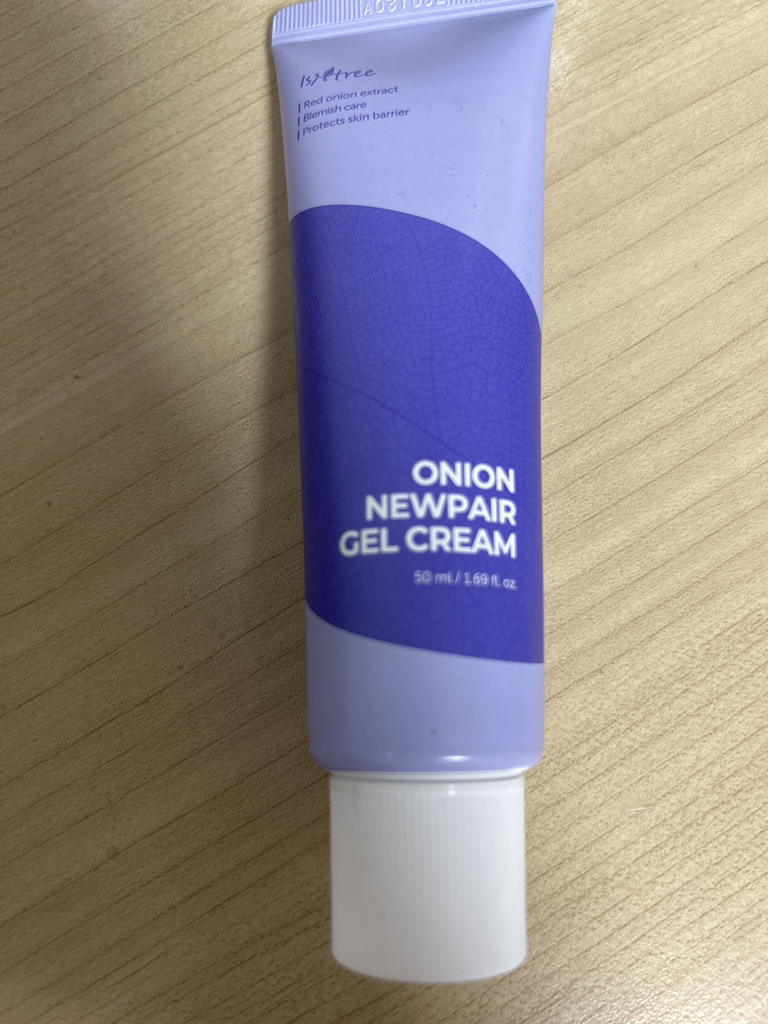 Isntree
Red onion extract
Blemish care
Protects skin barrier
ONION
NEWPAIR
GEL CREAM
50 ml / 1.69 fl. oz.